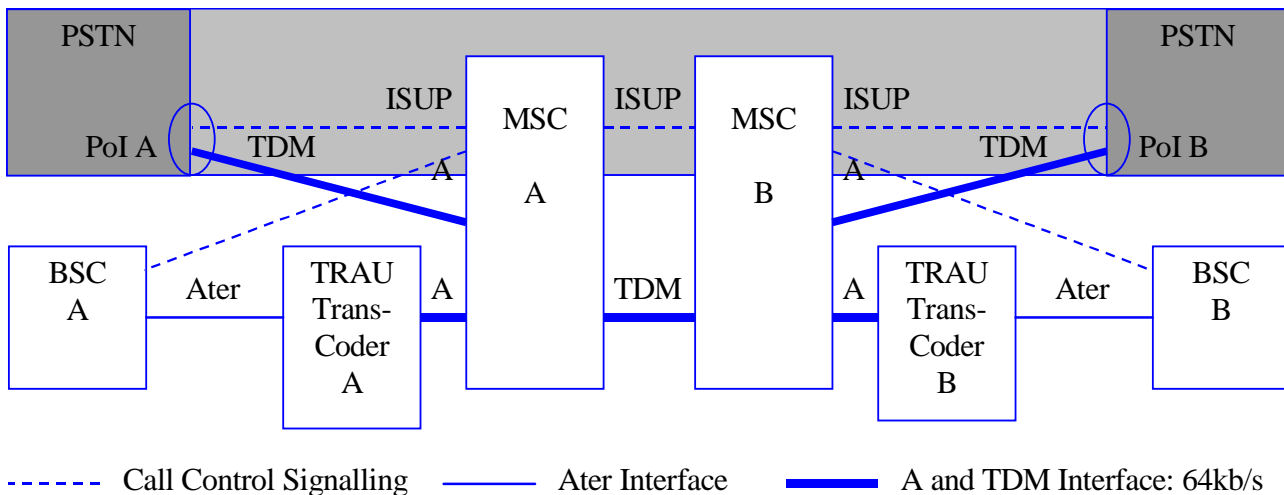 PSTN
PSTN
ISUP
ISUP
ISUP
MSC
A
MSC
B
PoI A
TDM
TDM
PoI B
A
A
BSC
A
Ater
TRAU
Trans-
Coder
A
A
TDM
A
TRAU
Trans-
Coder
B
Ater
BSC
B
Call Control Signalling
Ater Interface
A and TDM Interface: 64kb/s